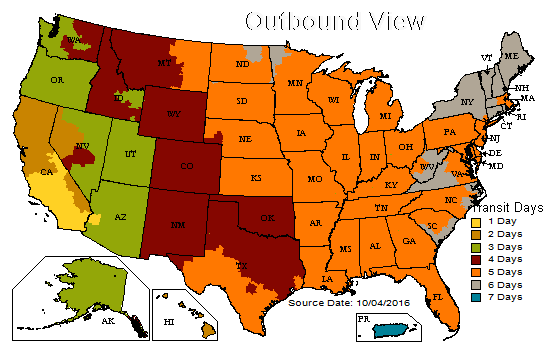 Outbound View
WA
OR
CA
NV
ID
MT
WY
UT
AZ
CO
NM
ND
SD
NE
KS
OK
TX
MN
IA
MO
AR
LA
WI
IL
MI
IN
OH
KY
TN
MS
AL
GA
FL
SC
NC
VA
WV
PA
NY
VT
ME
NH
MA
RI
CT
NJ
DE
MD
AK
HI
PR
Transit Days
1 Day
2 Days
3 Days
4 Days
5 Days
6 Days
7 Days
Source Date: 10/04/2016